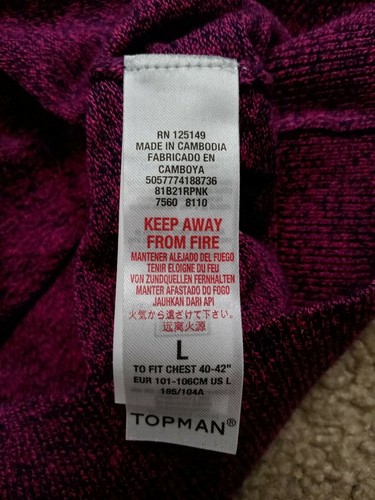 RN 125149
MADE IN CAMBODIA
FABRICADO EN
CAMBOYA
5057774188736
81B21RPNK
7560 8110
KEEP AWAY
FROM FIRE
MANTENER ALEJADO DEL FUEGO
TENIR ELOIGNE DU FEU
VON ZUNDQUELLEN FERNHALTEN
MANTER AFASTADO DO FOGO
JAUHKAN DARI API
火気から遠ざけて下さい。
远离火源
L
TO FIT CHEST 40-42"
EUR 101-106CM US L
185/104A
TOPMAN®